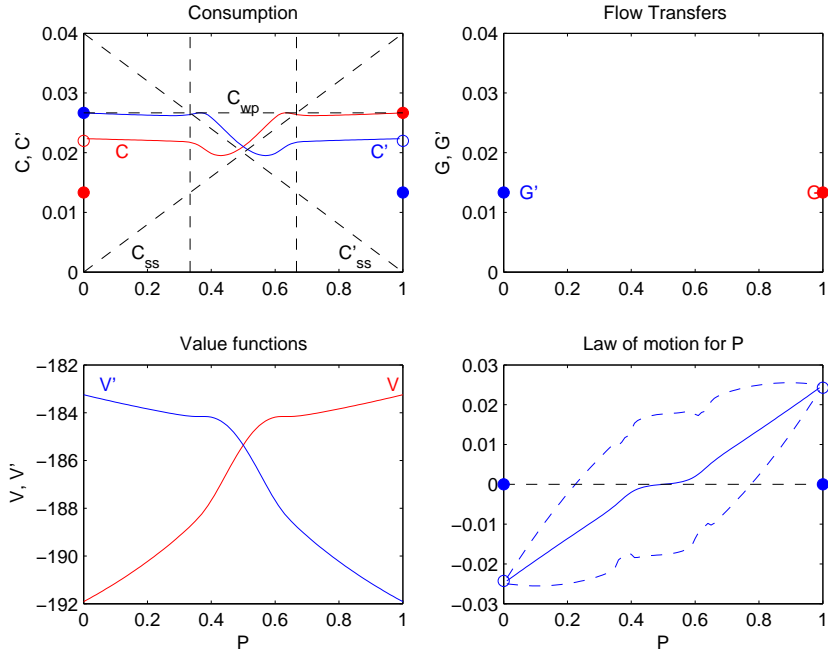 Consumption
0.04
0.03
0.02
0.01
0
C, C'
C_wp
C
C'
C_ss
C'_ss
0 0.2 0.4 0.6 0.8 1
Flow Transfers
0.04
0.03
0.02
0.01
0
G, G'
G'
G
0 0.2 0.4 0.6 0.8 1
Value functions
−182
−184
−186
−188
−190
−192
V, V'
V'
V
0 0.2 0.4 0.6 0.8 1
P
Law of motion for P
0.03
0.02
0.01
0
−0.01
−0.02
−0.03
0 0.2 0.4 0.6 0.8 1
P